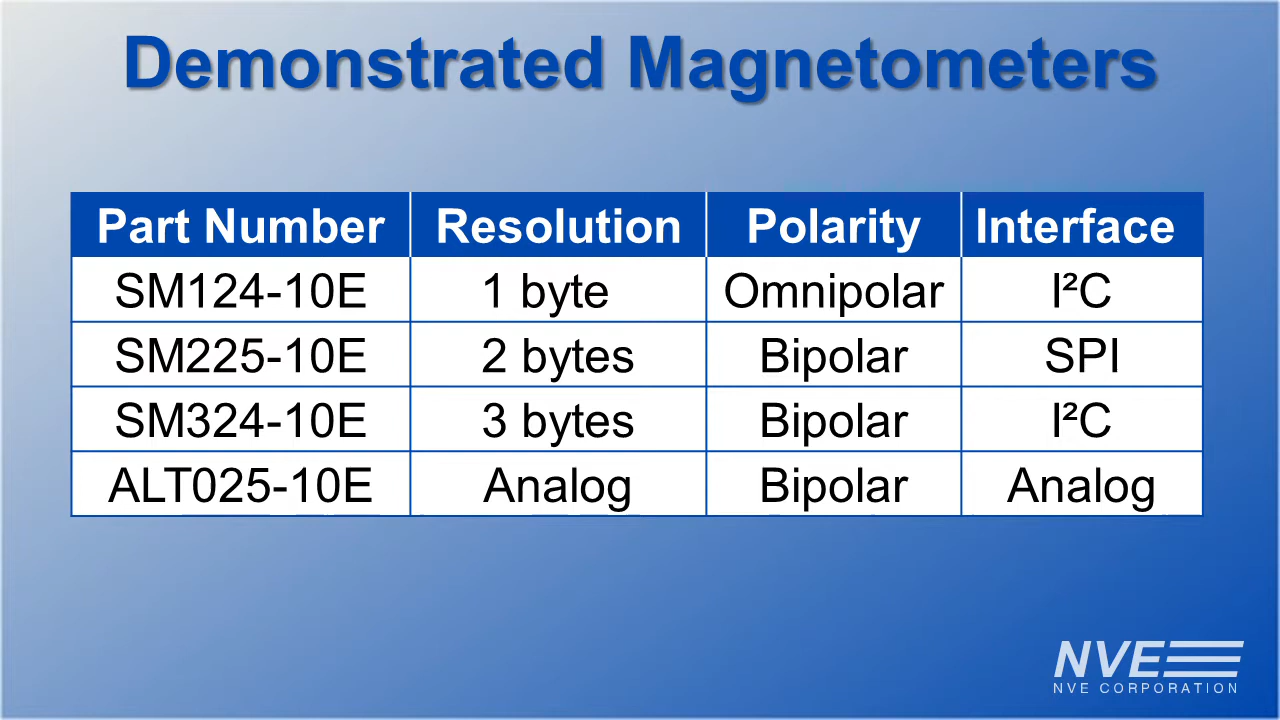 Demonstrated Magnetometers
Part Number Resolution Polarity Interface
SM124-10E 1 byte Omnipolar I²C
SM225-10E 2 bytes Bipolar SPI
SM324-10E 3 bytes Bipolar I²C
ALT025-10E Analog Bipolar Analog
NVE
NVE CORPORATION